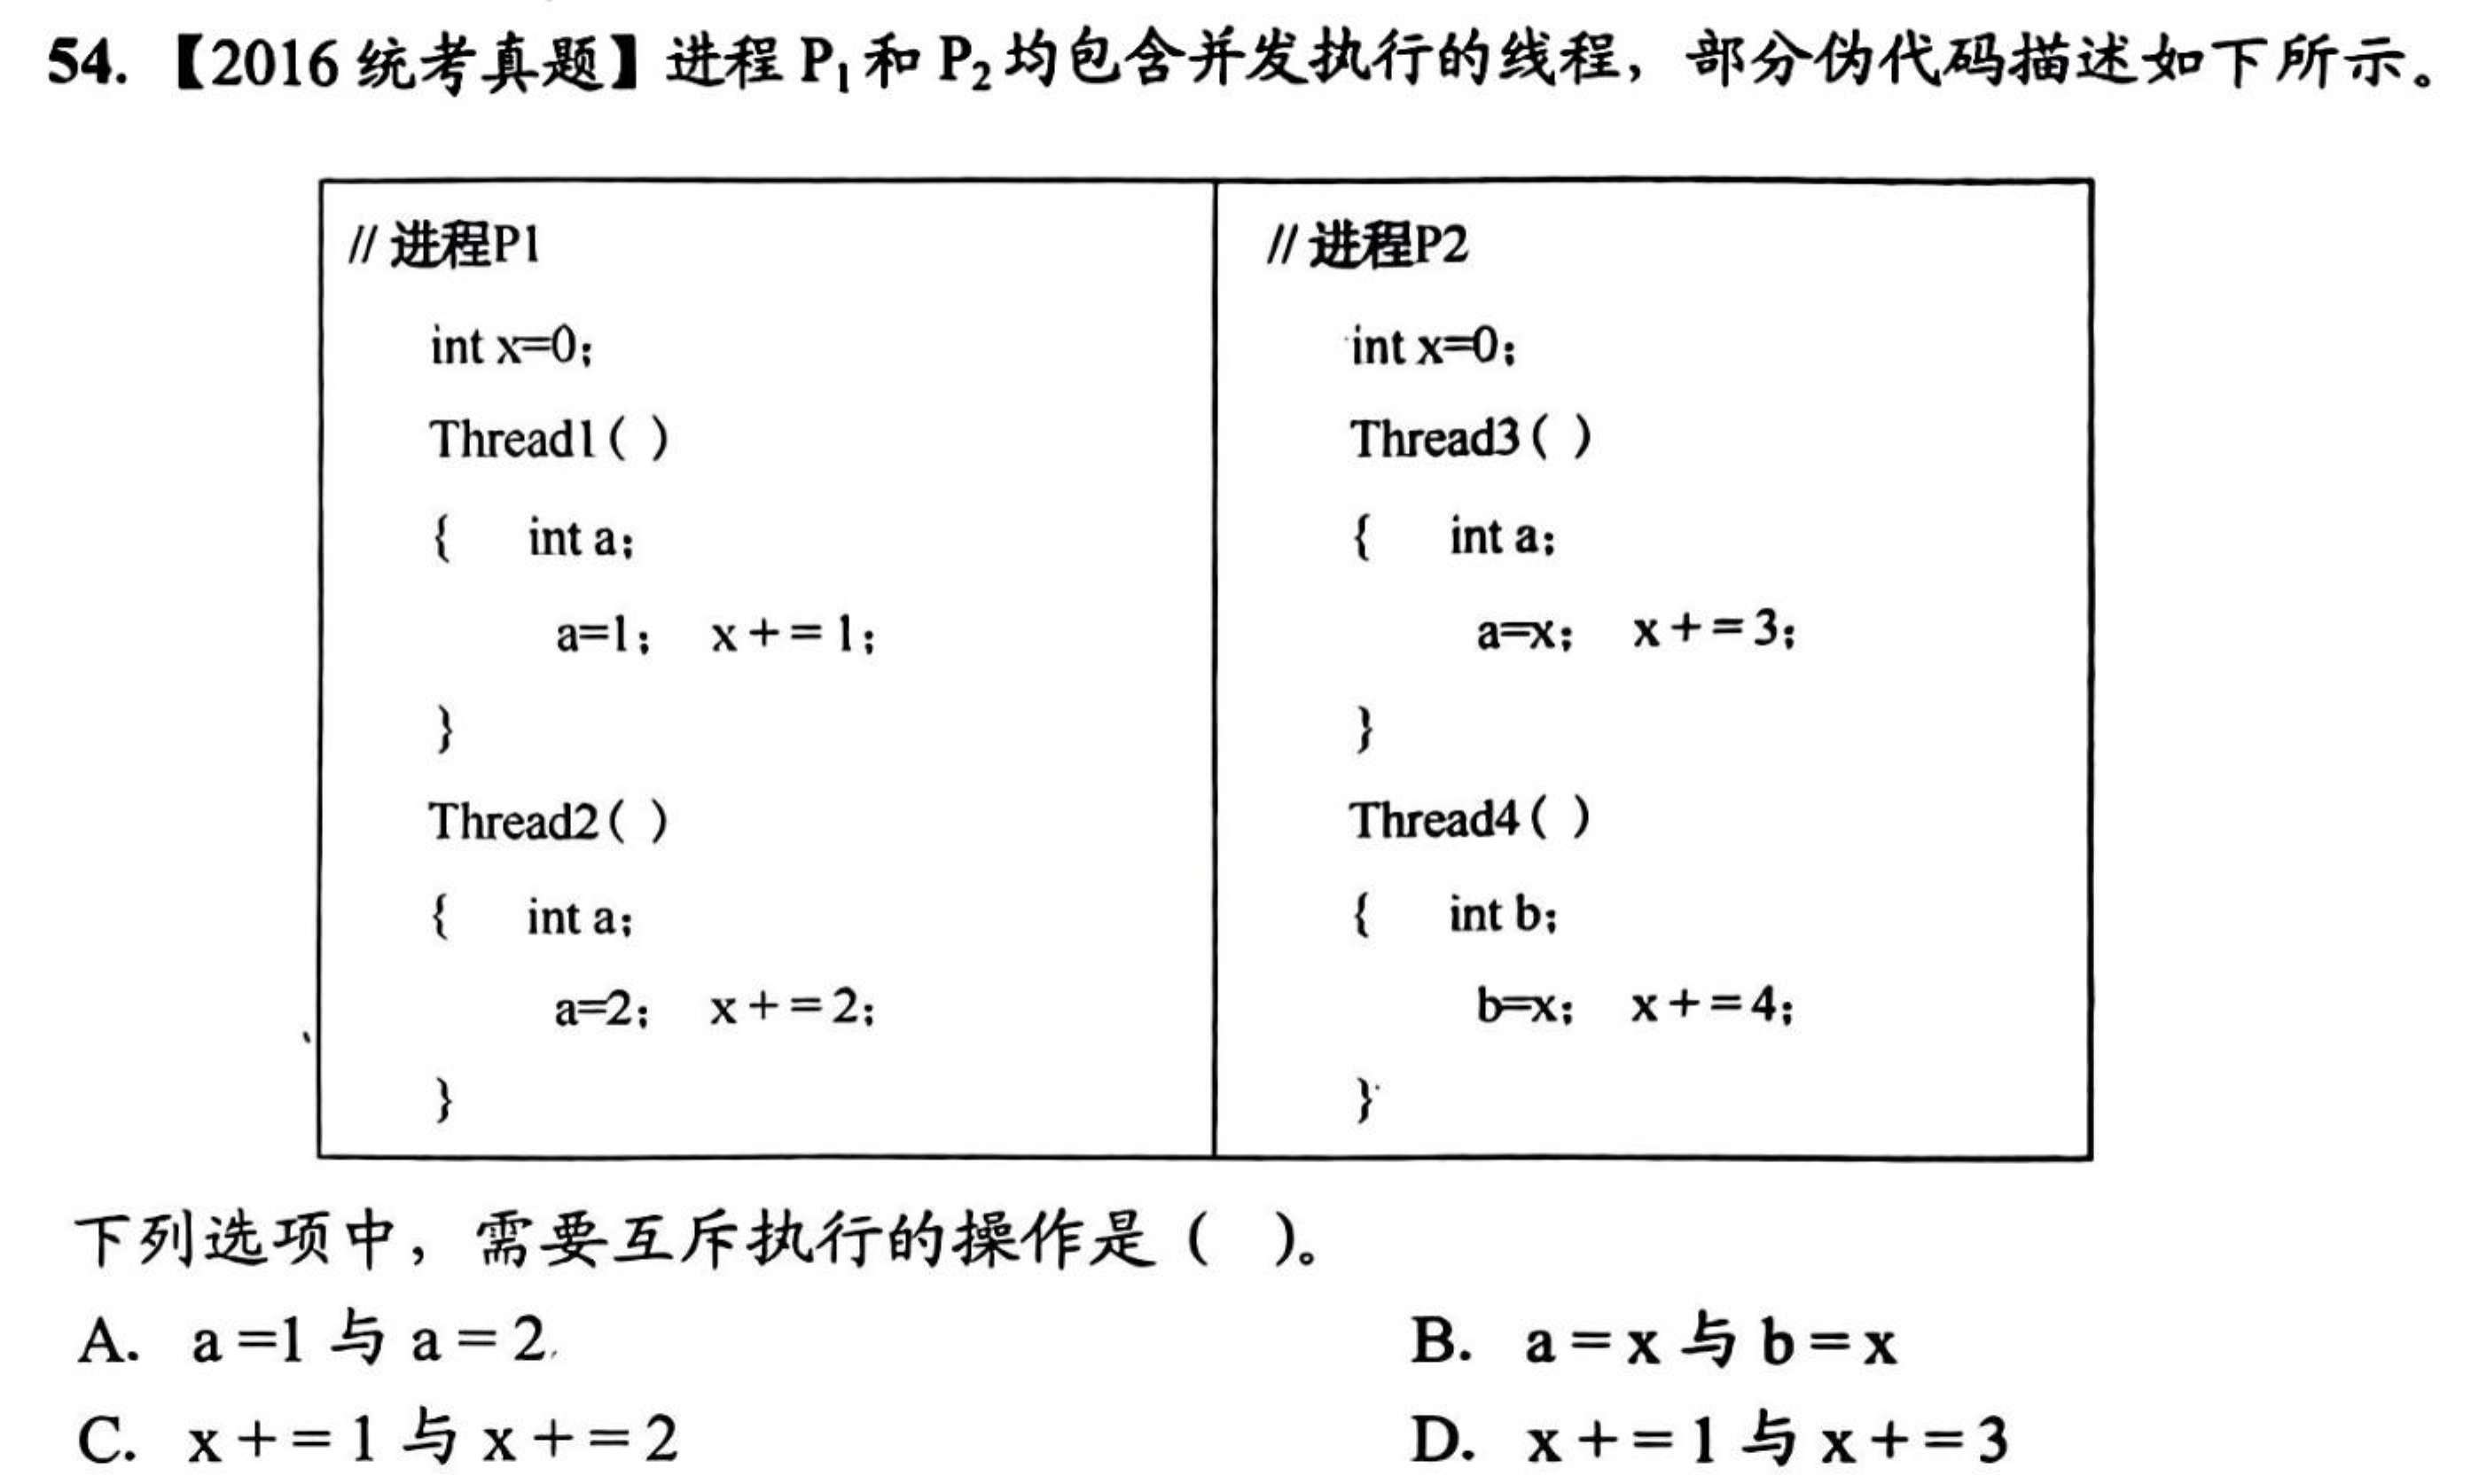 54.【2016 统考真题】进程 P₁和 P₂均包含并发执行的线程，部分伪代码描述如下所示。
// 进程P1
int x=0；
Thread1( )
{ int a；
a=1； x+=1；
}
Thread2( )
{ int a；
a=2； x+=2；
}
// 进程P2
int x=0；
Thread3( )
{ int a；
a=x； x+=3；
}
Thread4( )
{ int b；
b=x； x+=4；
}
下列选项中，需要互斥执行的操作是（ ）。
A. a=1 与 a=2
B. a=x 与 b=x
C. x+=1 与 x+=2
D. x+=1 与 x+=3